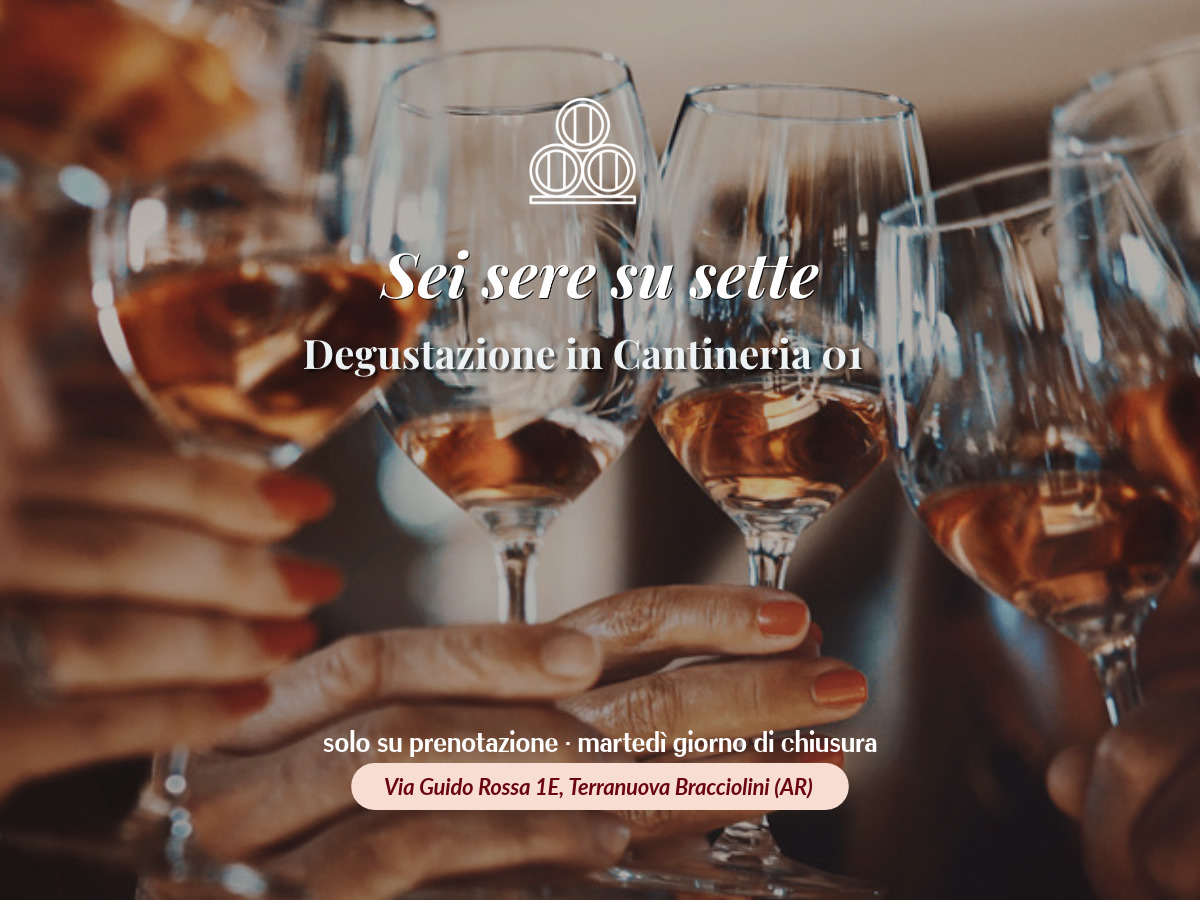 Sei sere su sette
Degustazione in Cantineria 01
solo su prenotazione · martedì giorno di chiusura
Via Guido Rossa 1E, Terranuova Bracciolini (AR)